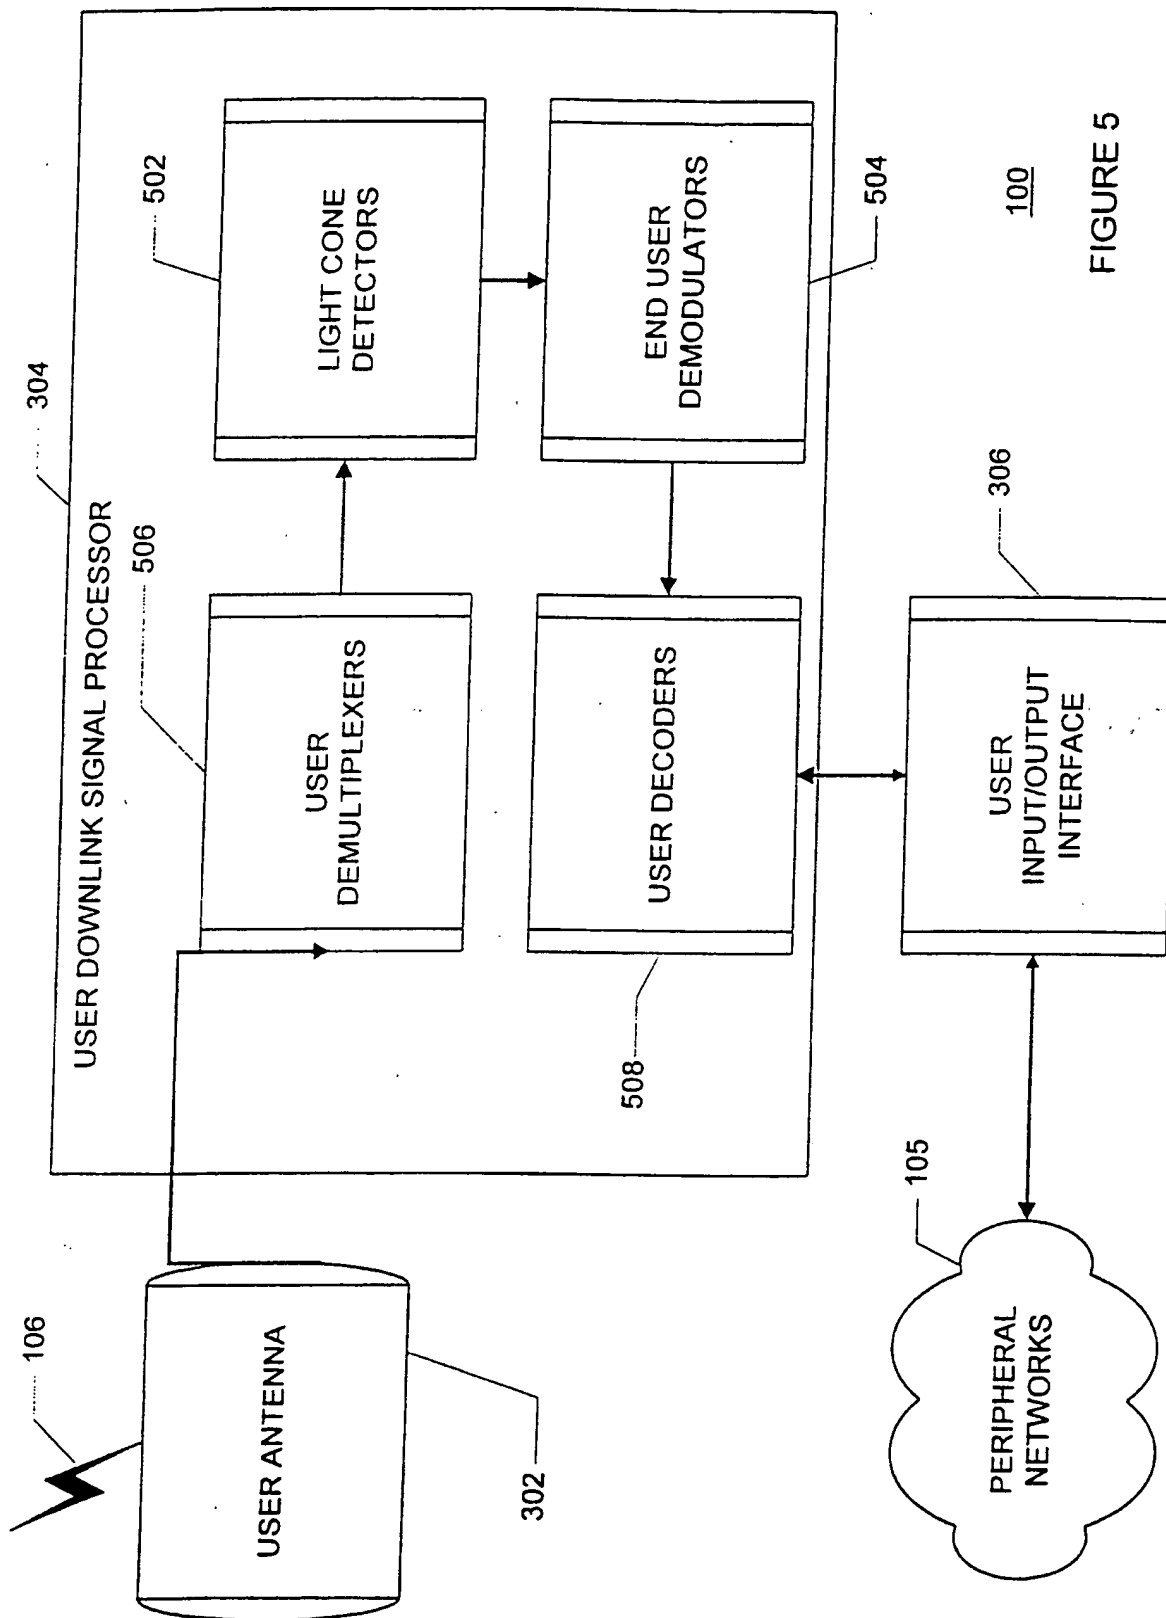 304
USER DOWNLINK SIGNAL PROCESSOR
106
506
502
USER ANTENNA
USER
DEMULTIPLEXERS
LIGHT CONE
DETECTORS
302
508
USER DECODERS
END USER
DEMODULATORS
504
105
306
PERIPHERAL
NETWORKS
USER
INPUT/OUTPUT
INTERFACE
100
FIGURE 5